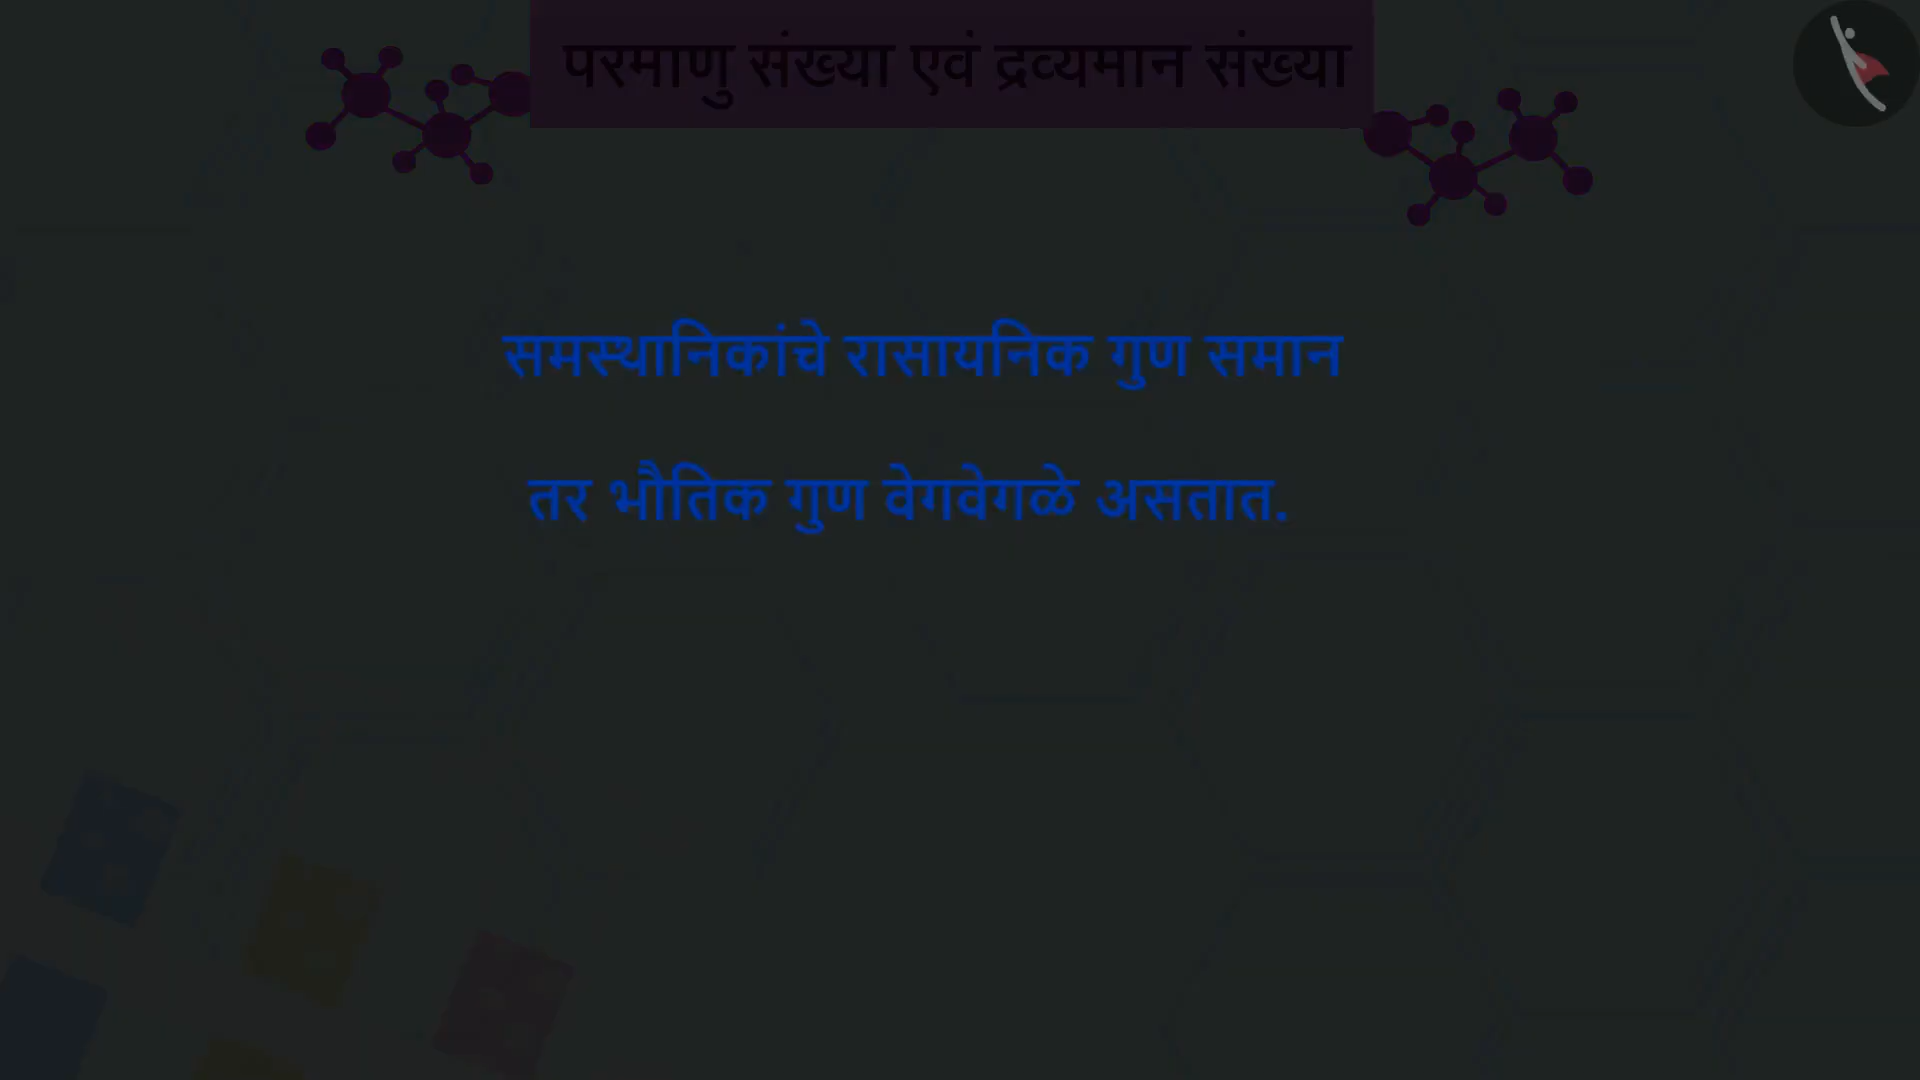 परमाणु संख्या एवं द्रव्यमान संख्या
समस्थानिकांचे रासायनिक गुण समान
तर भौतिक गुण वेगवेगळे असतात.